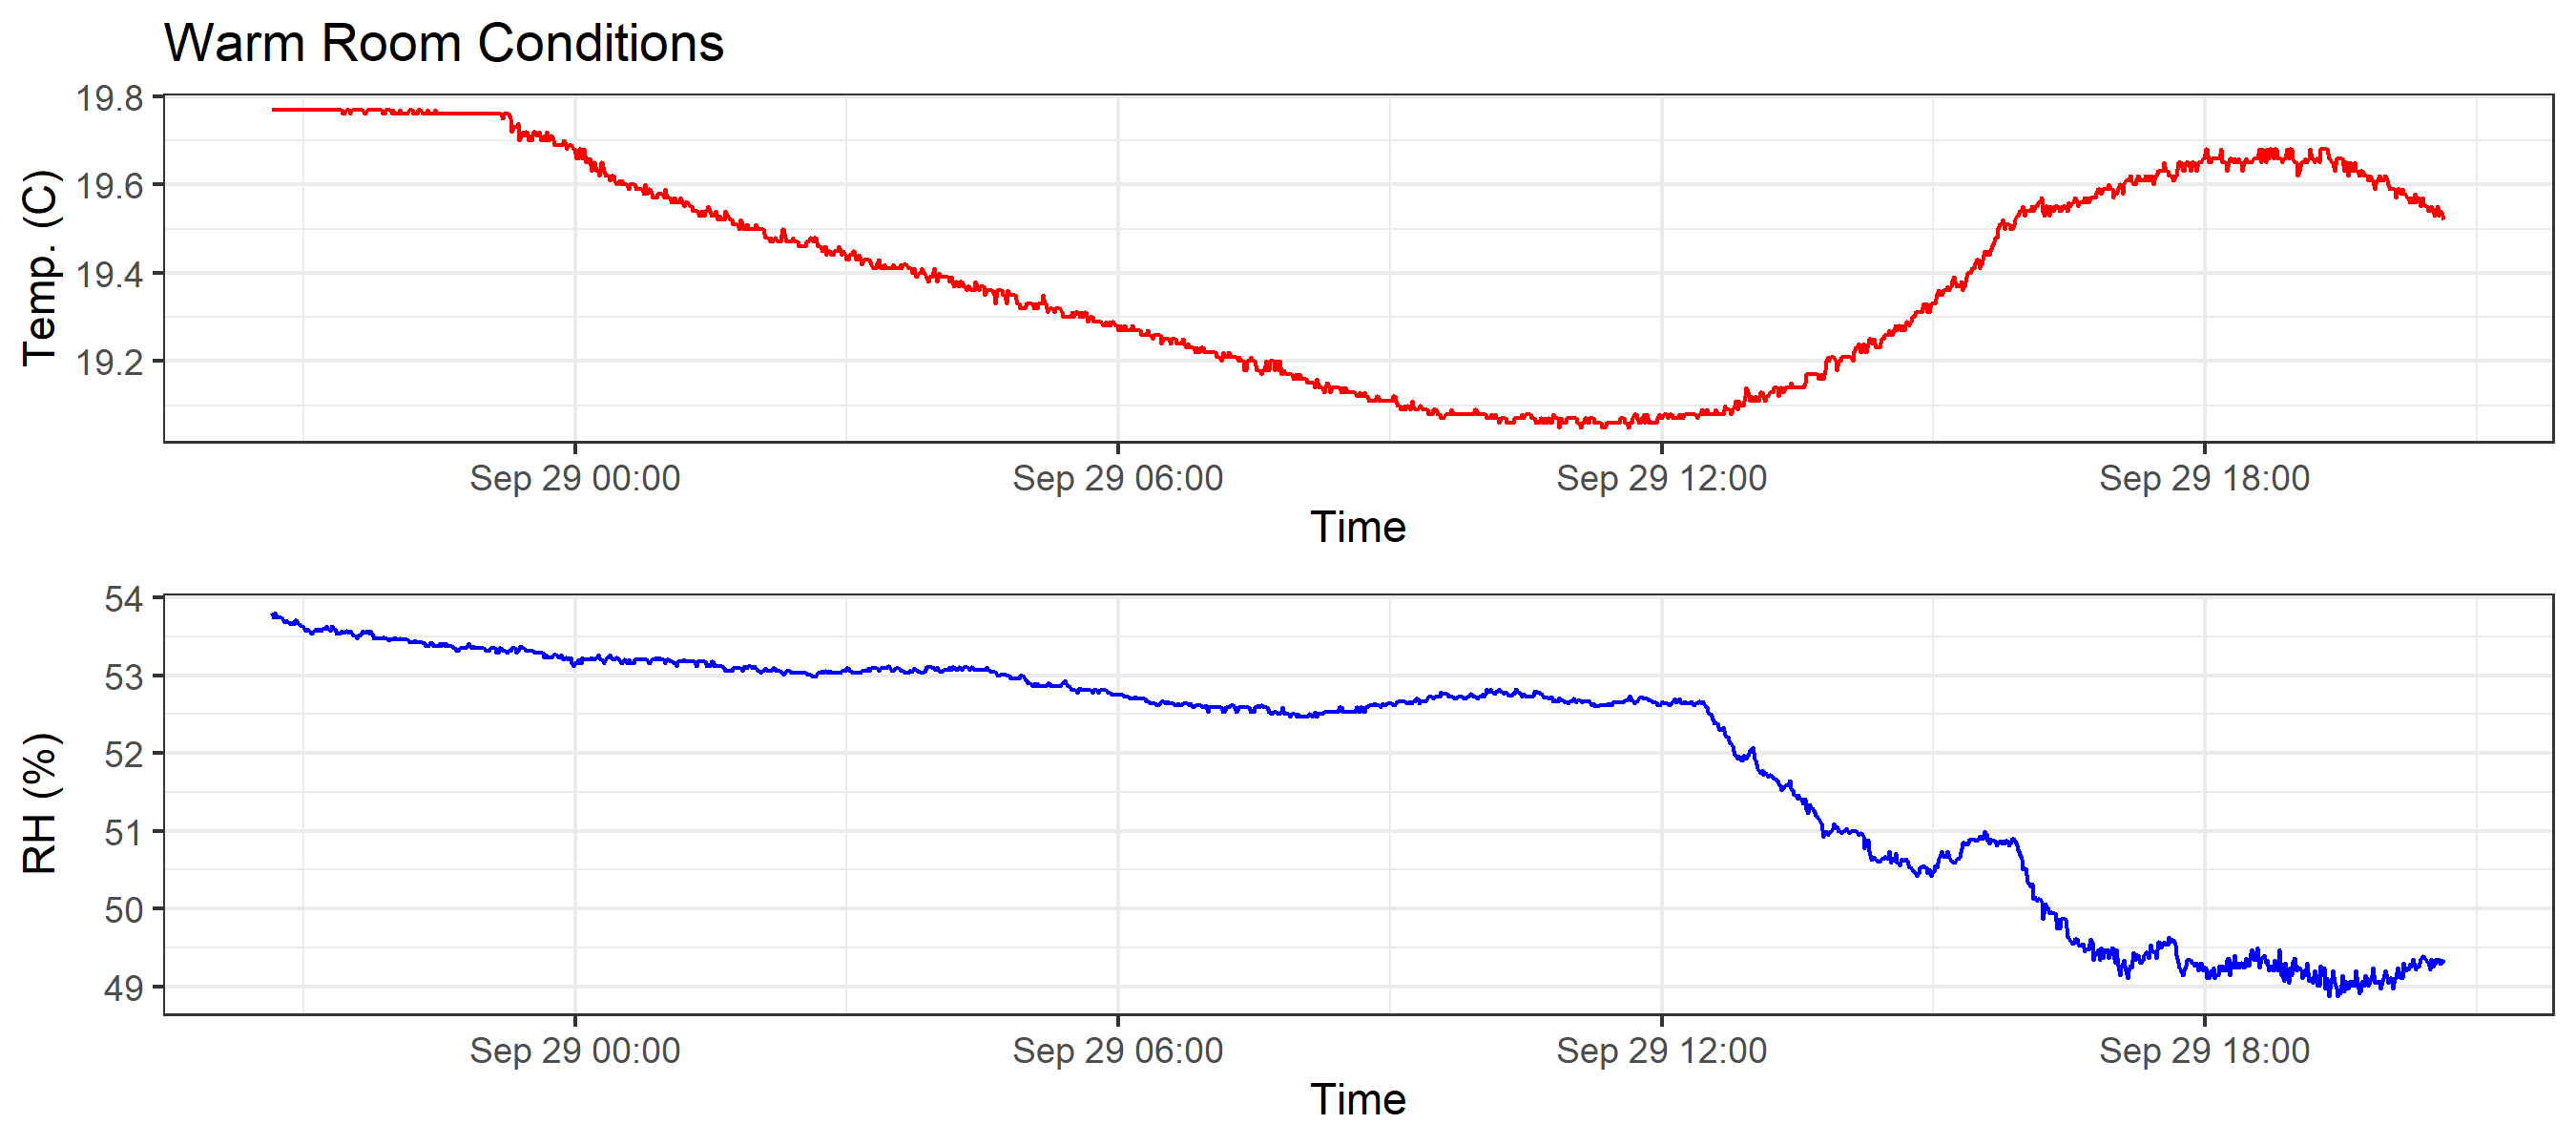 Warm Room Conditions
Temp. (C)
19.8
19.6
19.4
19.2
Sep 29 00:00 Sep 29 06:00 Sep 29 12:00 Sep 29 18:00
Time
RH (%)
54
53
52
51
50
49
Sep 29 00:00 Sep 29 06:00 Sep 29 12:00 Sep 29 18:00
Time